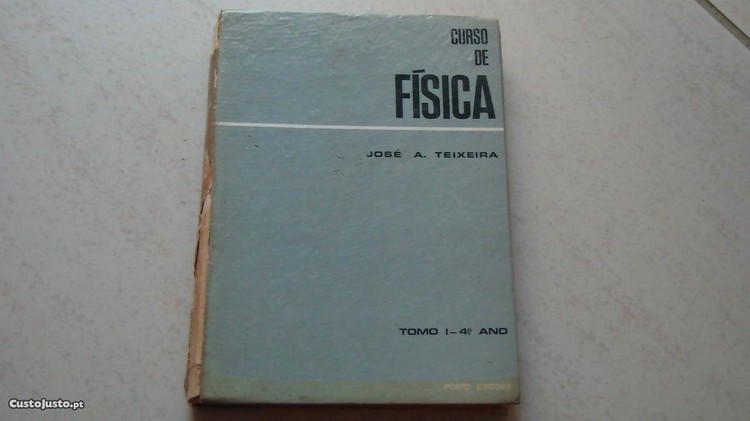 CURSO
DE
FÍSICA
JOSÉ A. TEIXEIRA
TOMO I-4º ANO
PORTO EDITORA
CustoJusto.pt